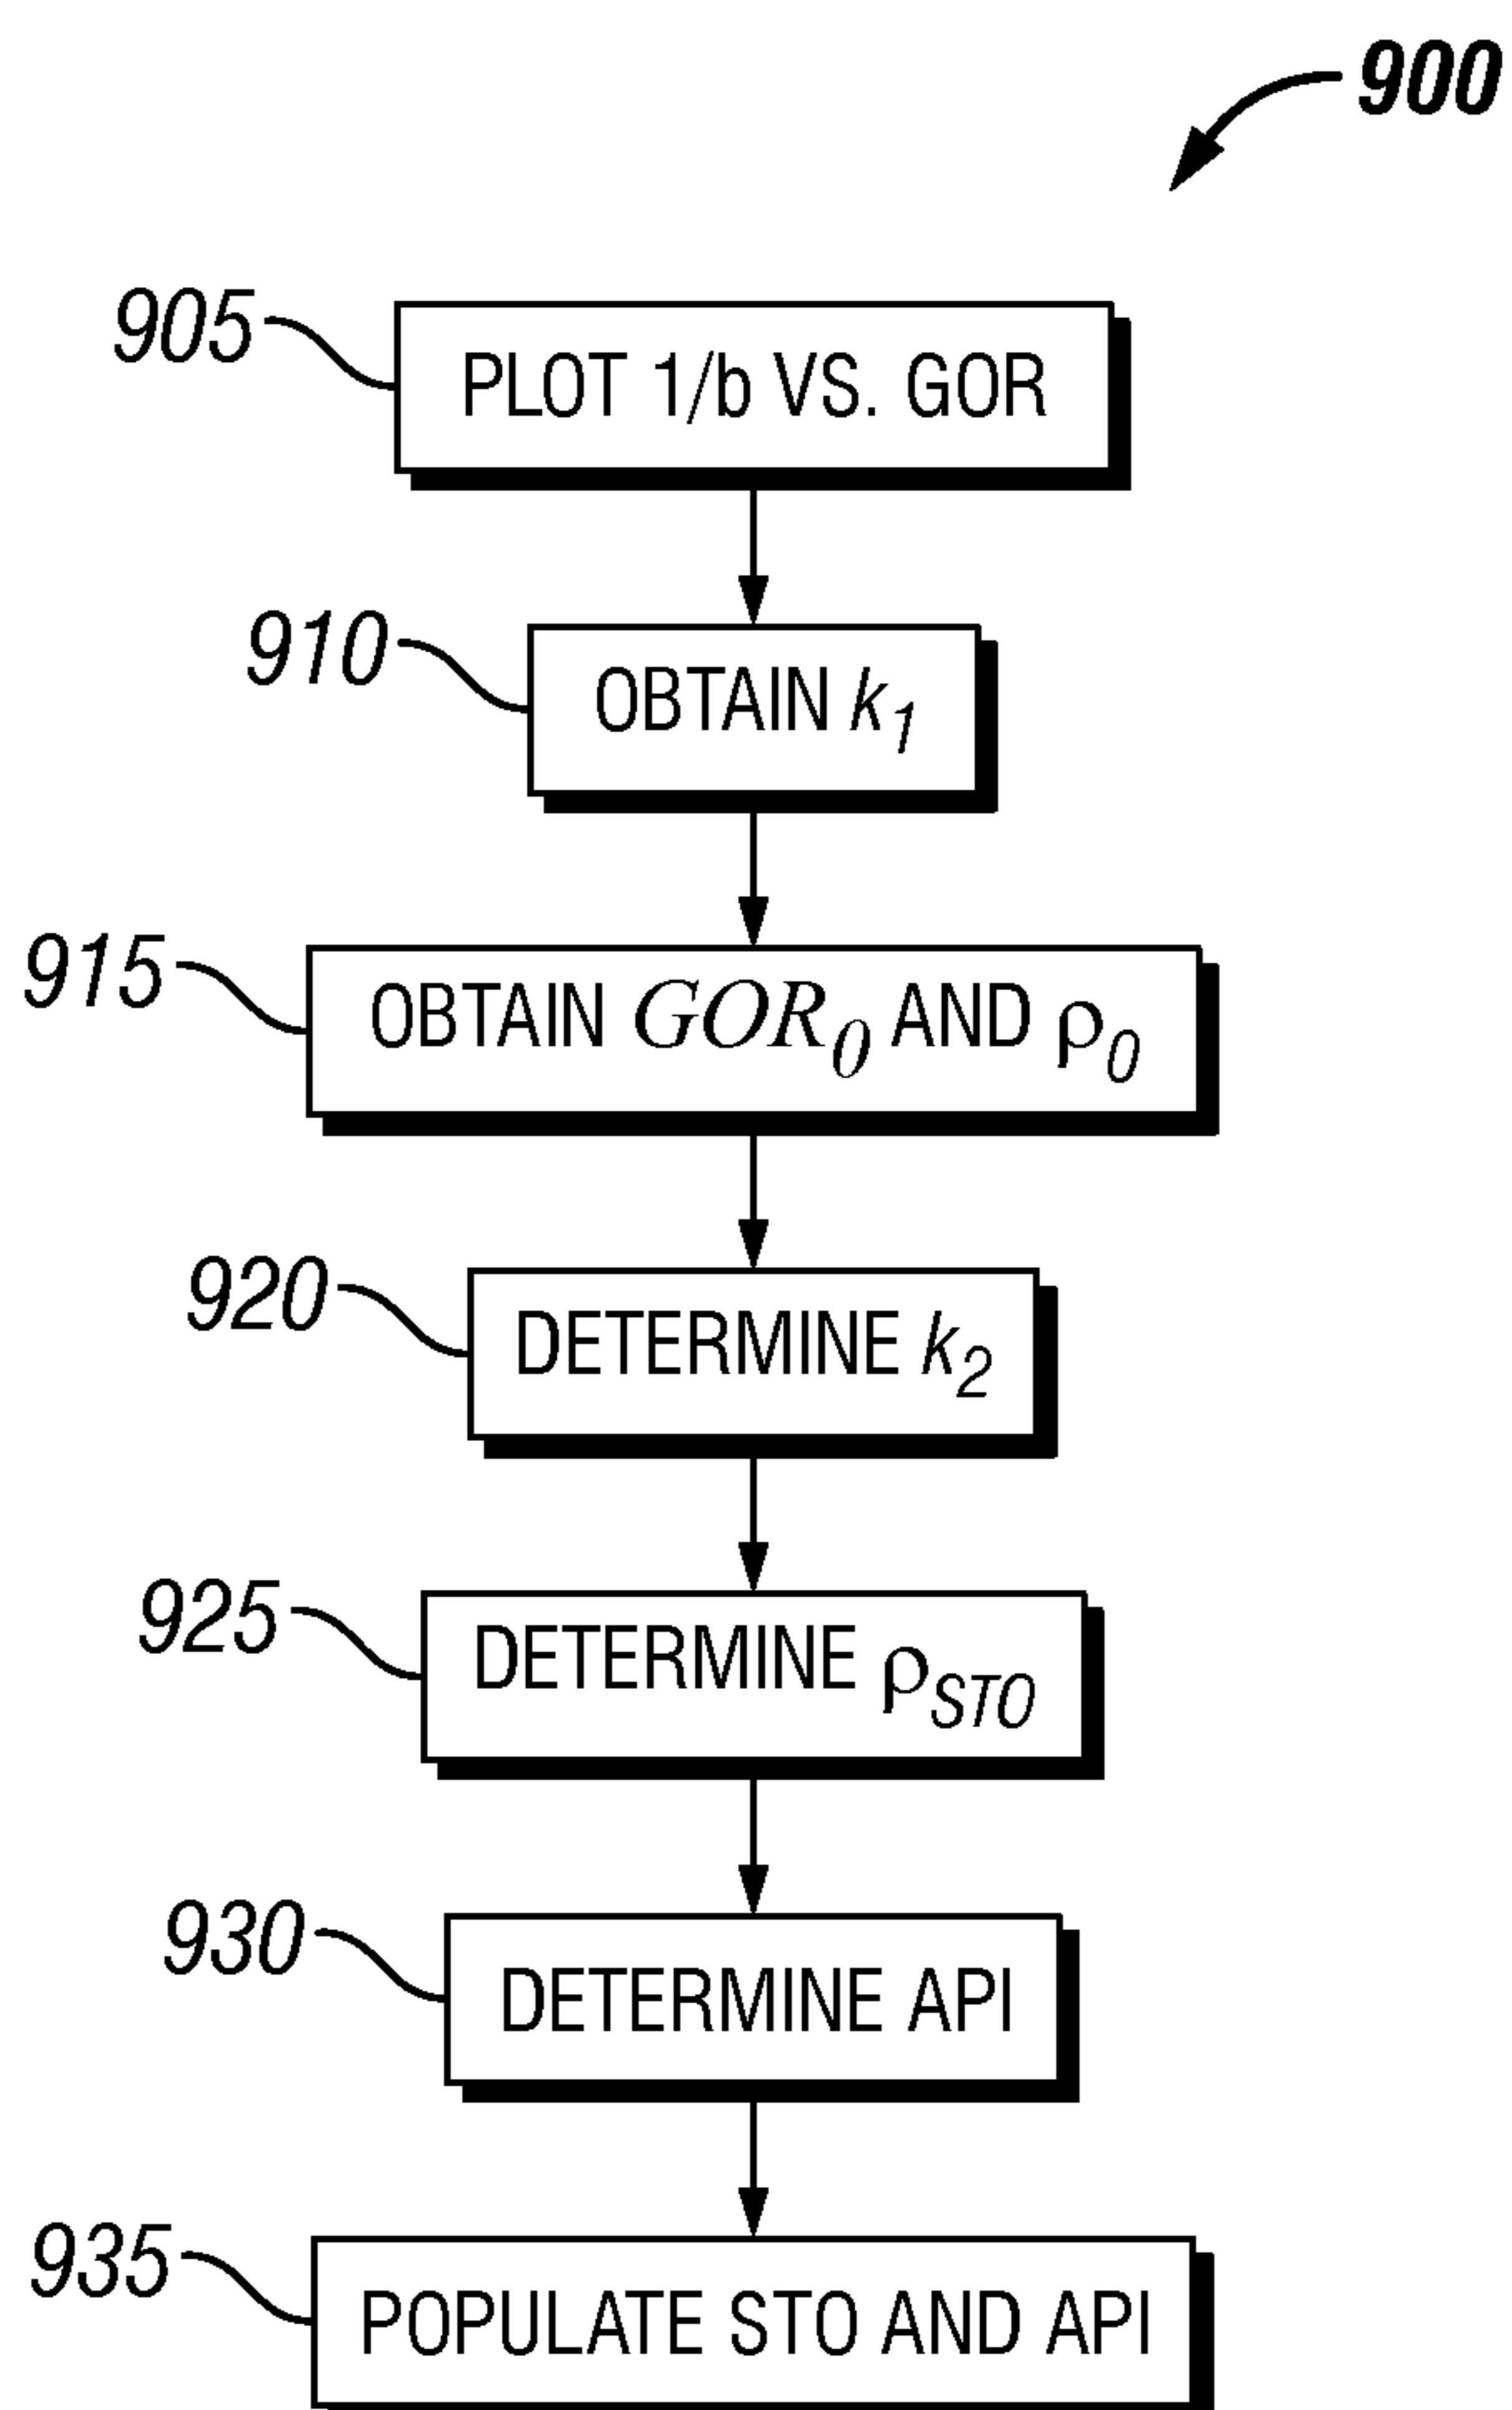 900
905
PLOT 1/b VS. GOR
910
OBTAIN k1
915
OBTAIN GOR0 AND ρ0
920
DETERMINE k2
925
DETERMINE ρSTO
930
DETERMINE API
935
POPULATE STO AND API